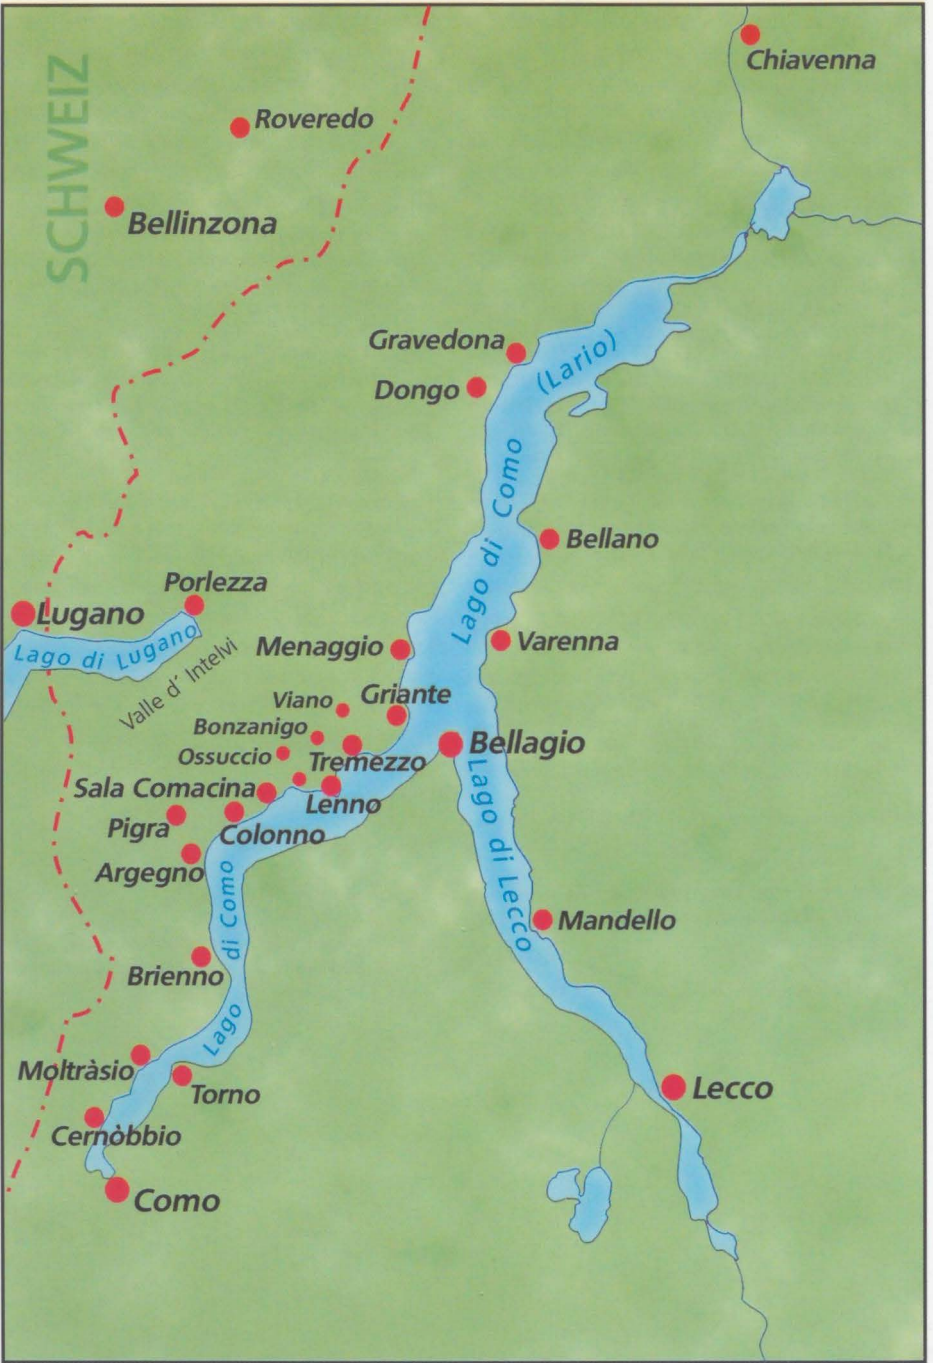 Chiavenna
SCHWEIZ
Roveredo
Bellinzona
Gravedona
(Lario)
Dongo
Lago di Como
Bellano
Porlezza
Lugano
Lago di Lugano
Valle d´ Intelvi
Menaggio
Varenna
Viano
Griante
Bonzanigo
Ossuccio
Tremezzo
Bellagio
Sala Comacina
Lenno
Pigra
Colonno
Argegno
Lago di Lecco
Lago di Como
Mandello
Brienno
Moltràsio
Torno
Lecco
Cernòbbio
Como